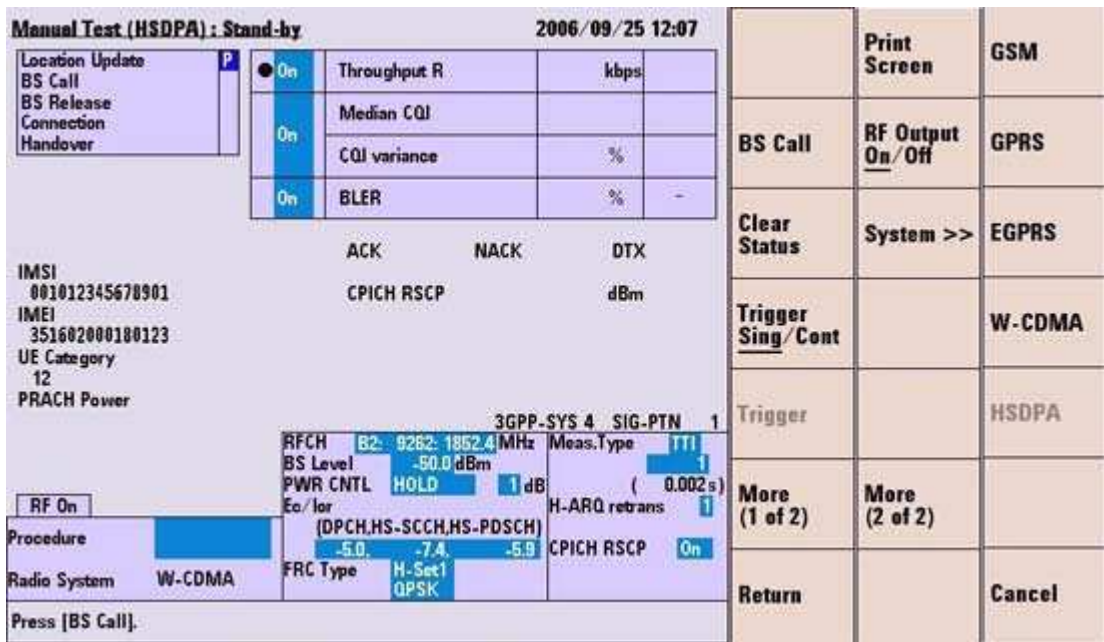 Manual Test (HSDPA) : Stand-by 2006/09/25 12:07
Location Update P
BS Call
BS Release
Connection
Handover
On Throughput R kbps
On Median CQI
CQI variance %
On BLER % -
ACK NACK DTX
CPICH RSCP dBm
IMSI
001012345678901
IMEI
351602000180123
UE Category
12
PRACH Power
3GPP-SYS 4 SIG-PTN 1
RFCH B2: 9262: 1852.4 MHz
BS Level -50.0 dBm
PWR CNTL HOLD 1 dB
Ec/Ior
(DPCH,HS-SCCH,HS-PDSCH)
-5.0, -7.4, -5.9
FRC Type H-Set1
QPSK
Meas.Type TTI
1
( 0.002 s)
H-ARQ retrans 1
CPICH RSCP On
RF On
Procedure
Radio System W-CDMA
Press [BS Call].
Print Screen
GSM
BS Call
RF Output
On/Off
GPRS
Clear
Status
System >>
EGPRS
Trigger
Sing/Cont
W-CDMA
Trigger
HSDPA
More
(1 of 2)
More
(2 of 2)
Return
Cancel